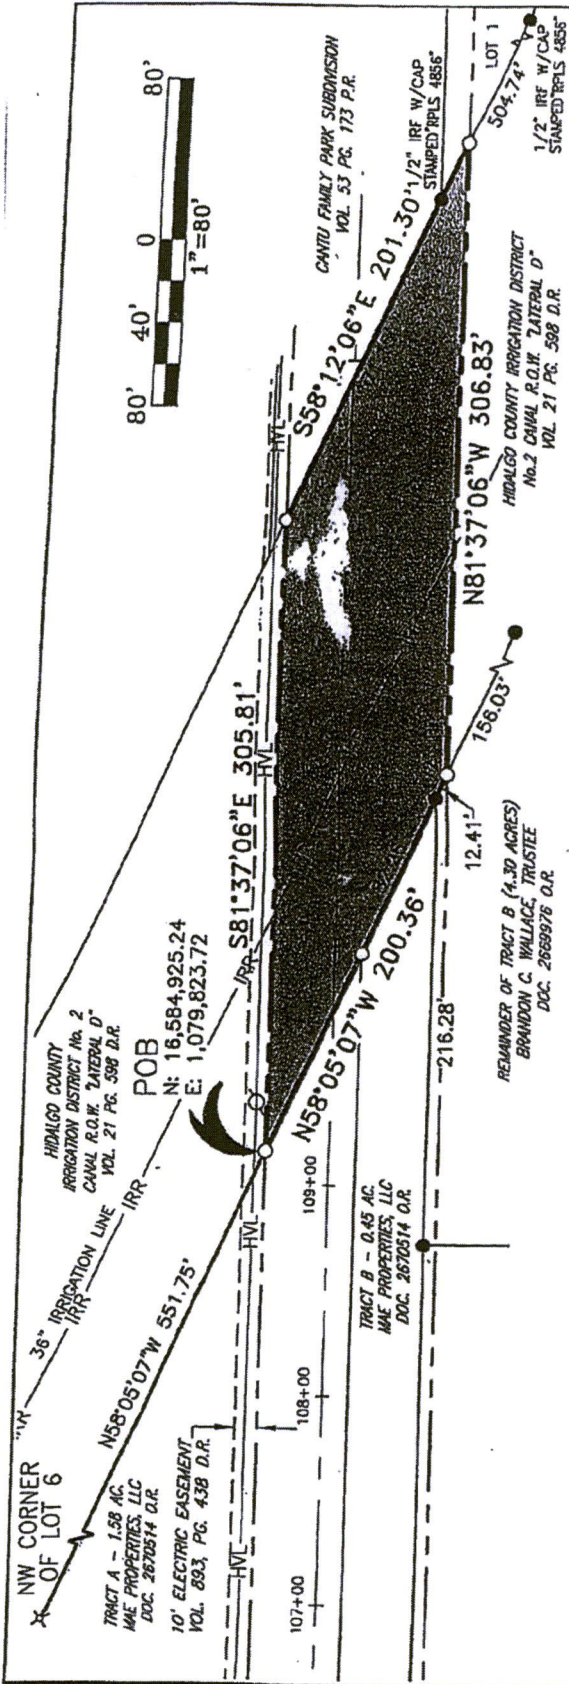 NW CORNER
OF LOT 6
N58°05'07"W 551.75'
36" IRRIGATION LINE
IRR
IRR
IRR
IRR
TRACT A - 1.58 AC.
MAE PROPERTIES, LLC
DOC. 2670514 O.R.
10' ELECTRIC EASEMENT
VOL. 893, PG. 438 D.R.
HVL
HVL
HVL
HVL
107+00
108+00
109+00
HIDALGO COUNTY
IRRIGATION DISTRICT No. 2
CANAL R.O.W. "LATERAL D"
VOL. 21 PG. 598 D.R.
POB
N: 16,584,925.24
E: 1,079,823.72
S81°37'06"E 305.81'
N58°05'07"W 200.36'
TRACT B - 0.45 AC.
MAE PROPERTIES, LLC
DOC. 2670514 O.R.
216.28'
12.41'
156.03'
REMAINDER OF TRACT B (4.30 ACRES)
BRANDON C. WALLACE, TRUSTEE
DOC. 2669976 O.R.
80'
40'
0
80'
1"=80'
CANTU FAMILY PARK SUBDIVISION
VOL. 53 PG. 173 P.R.
S58°12'06"E 201.30'
1/2" IRF W/CAP
STAMPED"RPLS 4856"
N81°37'06"W 306.83'
HIDALGO COUNTY IRRIGATION DISTRICT
No.2 CANAL R.O.W. "LATERAL D"
VOL. 21 PG. 598 D.R.
LOT 1
504.74'
1/2" IRF W/CAP
STAMPED"RPLS 4856"